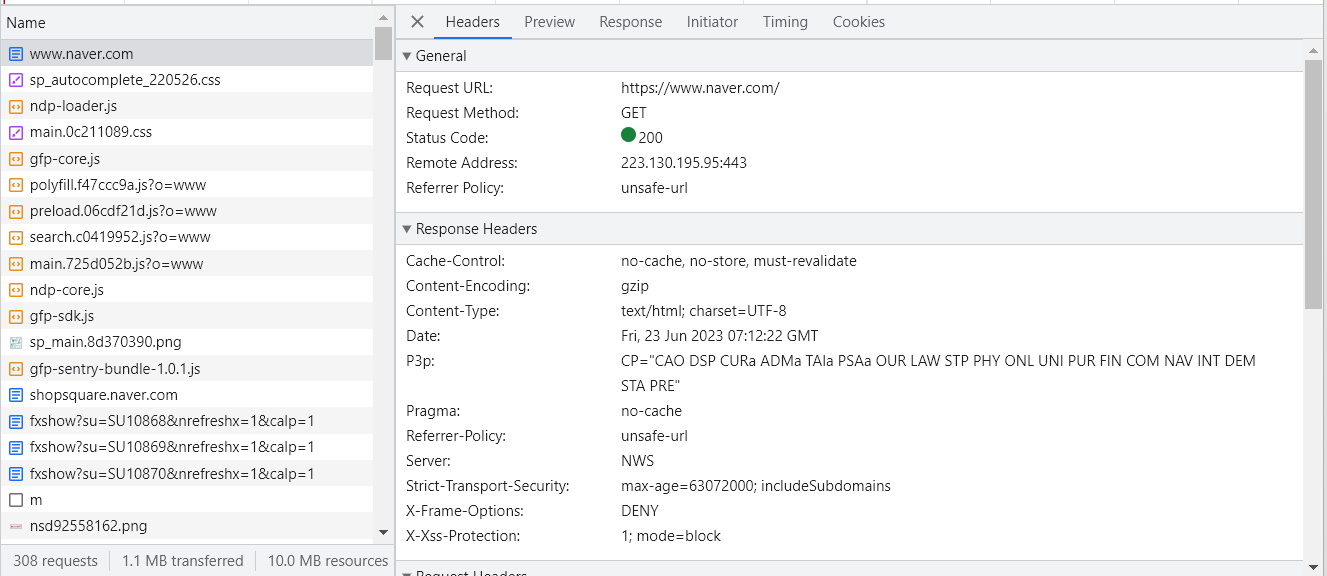 Name
www.naver.com
sp_autocomplete_220526.css
ndp-loader.js
main.0c211089.css
gfp-core.js
polyfill.f47ccc9a.js?o=www
preload.06cdf21d.js?o=www
search.c0419952.js?o=www
main.725d052b.js?o=www
ndp-core.js
gfp-sdk.js
sp_main.8d370390.png
gfp-sentry-bundle-1.0.1.js
shopsquare.naver.com
fxshow?su=SU10868&nrefreshx=1&calp=1
fxshow?su=SU10869&nrefreshx=1&calp=1
fxshow?su=SU10870&nrefreshx=1&calp=1
m
nsd92558162.png
308 requests 1.1 MB transferred 10.0 MB resources
Headers Preview Response Initiator Timing Cookies
General
Request URL: https://www.naver.com/
Request Method: GET
Status Code: 200
Remote Address: 223.130.195.95:443
Referrer Policy: unsafe-url
Response Headers
Cache-Control: no-cache, no-store, must-revalidate
Content-Encoding: gzip
Content-Type: text/html; charset=UTF-8
Date: Fri, 23 Jun 2023 07:12:22 GMT
P3p: CP="CAO DSP CURa ADMa TAIa PSAa OUR LAW STP PHY ONL UNI PUR FIN COM NAV INT DEM
STA PRE"
Pragma: no-cache
Referrer-Policy: unsafe-url
Server: NWS
Strict-Transport-Security: max-age=63072000; includeSubdomains
X-Frame-Options: DENY
X-Xss-Protection: 1; mode=block
Request Headers